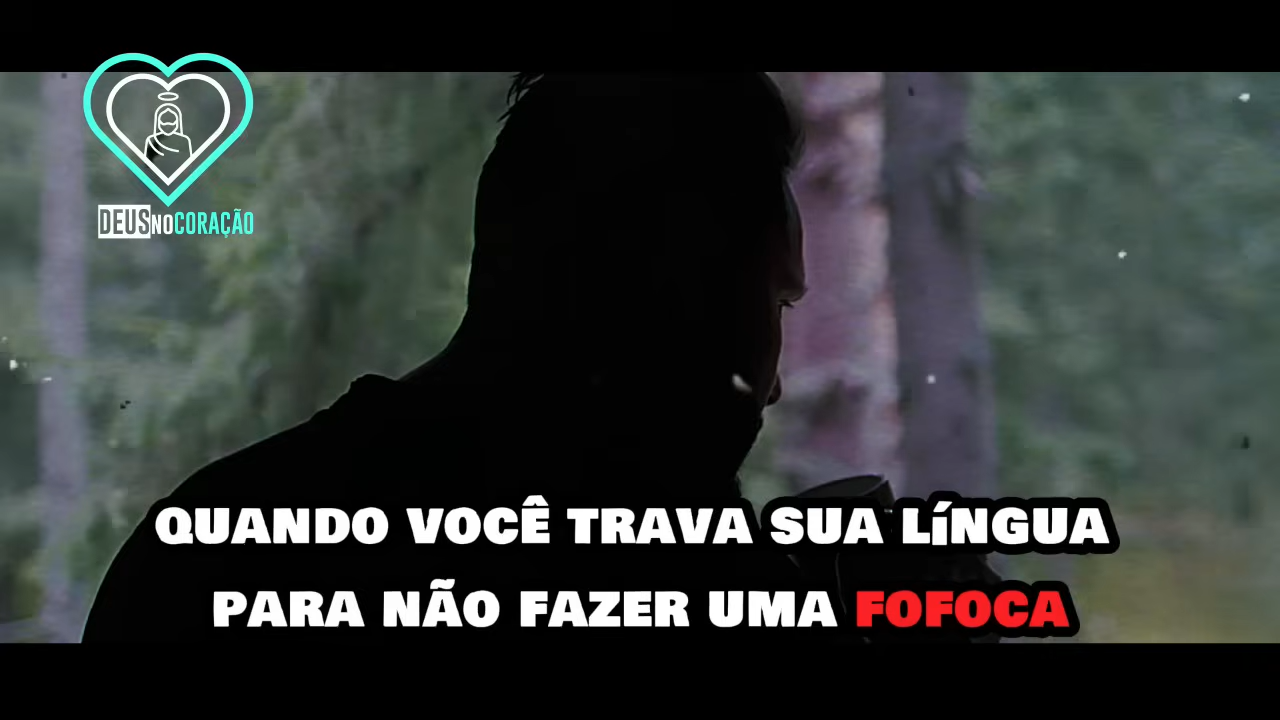 DEUSNOCORAÇÃO
QUANDO VOCÊ TRAVA SUA LÍNGUA
PARA NÃO FAZER UMA FOFOCA